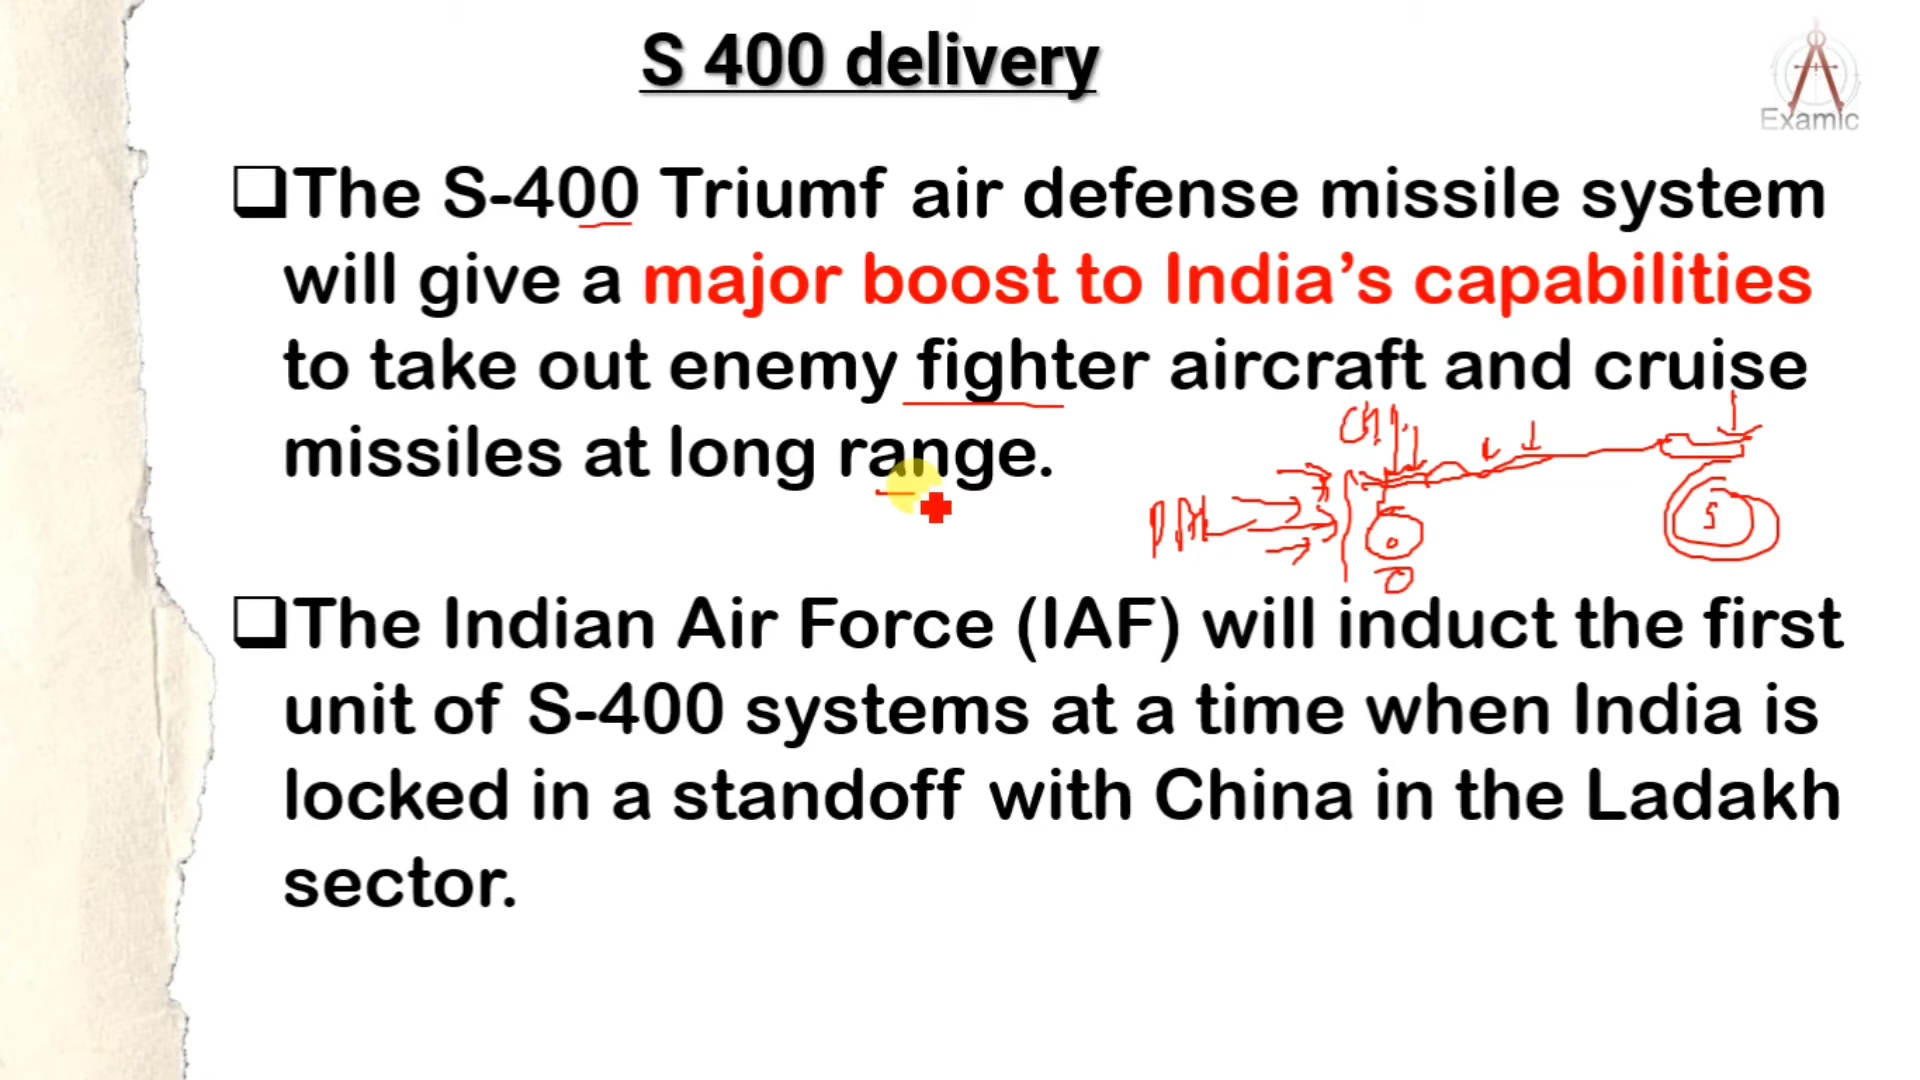 S 400 delivery
Examic
The S-400 Triumf air defense missile system
will give a major boost to India’s capabilities
to take out enemy fighter aircraft and cruise
missiles at long range.
The Indian Air Force (IAF) will induct the first
unit of S-400 systems at a time when India is
locked in a standoff with China in the Ladakh
sector.